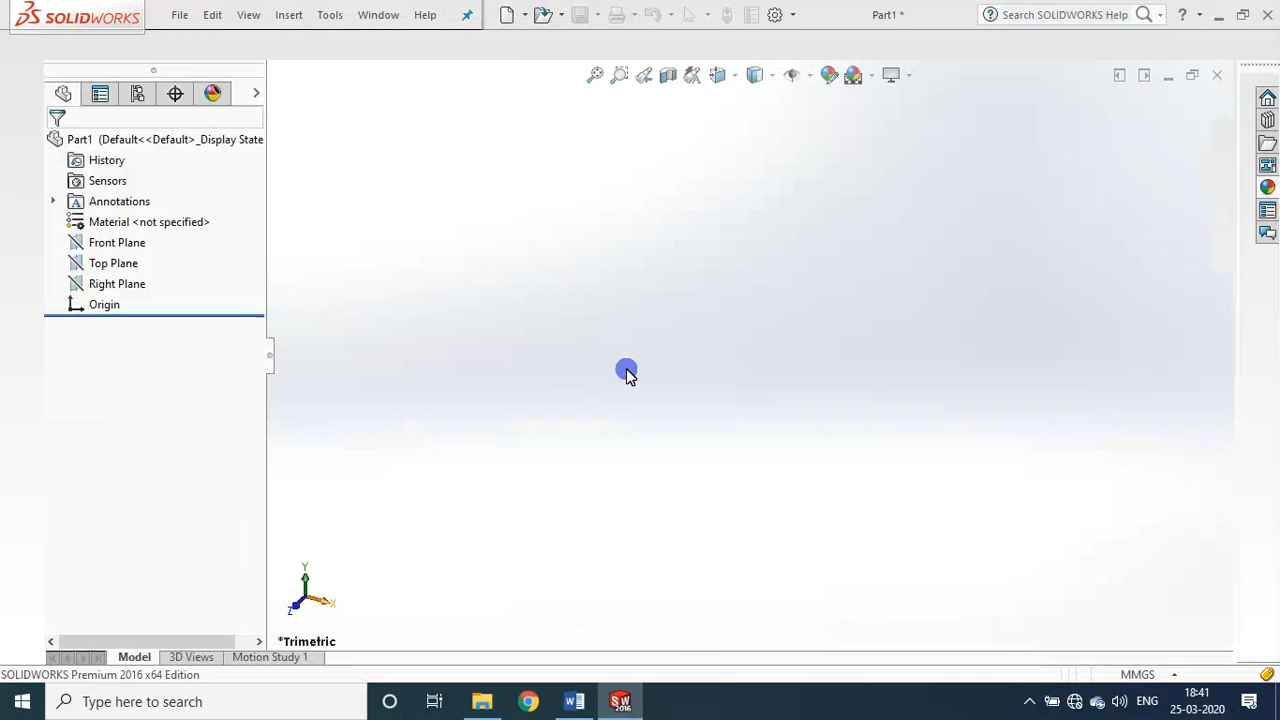 SOLIDWORKS File Edit View Insert Tools Window Help Part1 * Search SOLIDWORKS Help ?
Part1 (Default<<Default>_Display State
History
Sensors
A Annotations
Material <not specified>
Front Plane
Top Plane
Right Plane
Origin
Y
X
Z
*Trimetric
Model 3D Views Motion Study 1
SOLIDWORKS Premium 2016 x64 Edition MMGS
Type here to search W SW 2016 ENG 18:41
25-03-2020